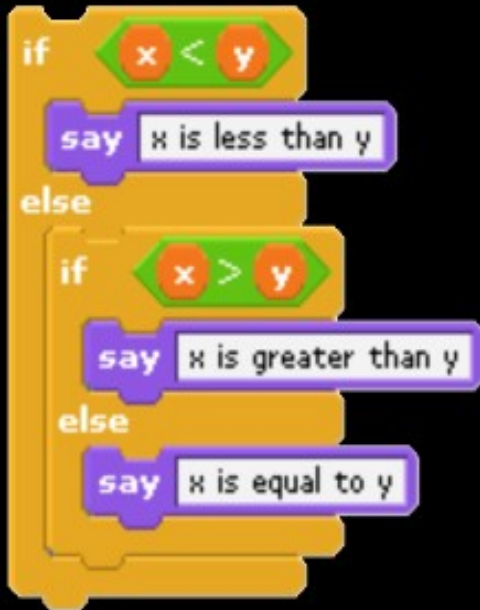 if x < y
say x is less than y
else
if x > y
say x is greater than y
else
say x is equal to y